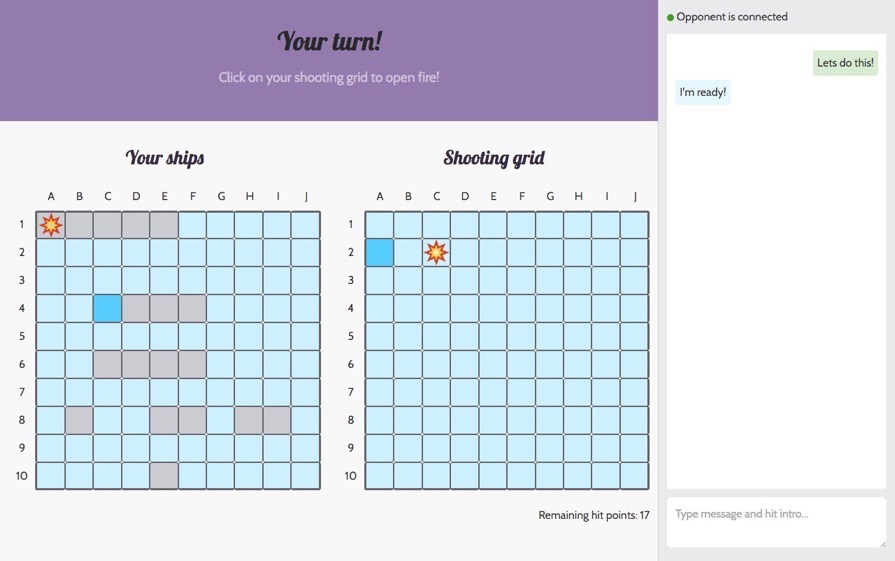 Your turn!
Click on your shooting grid to open fire!
Your ships
A B C D E F G H I J
1
2
3
4
5
6
7
8
9
10
Shooting grid
A B C D E F G H I J
1
2
3
4
5
6
7
8
9
10
Remaining hit points: 17
Opponent is connected
Lets do this!
I'm ready!
Type message and hit intro...